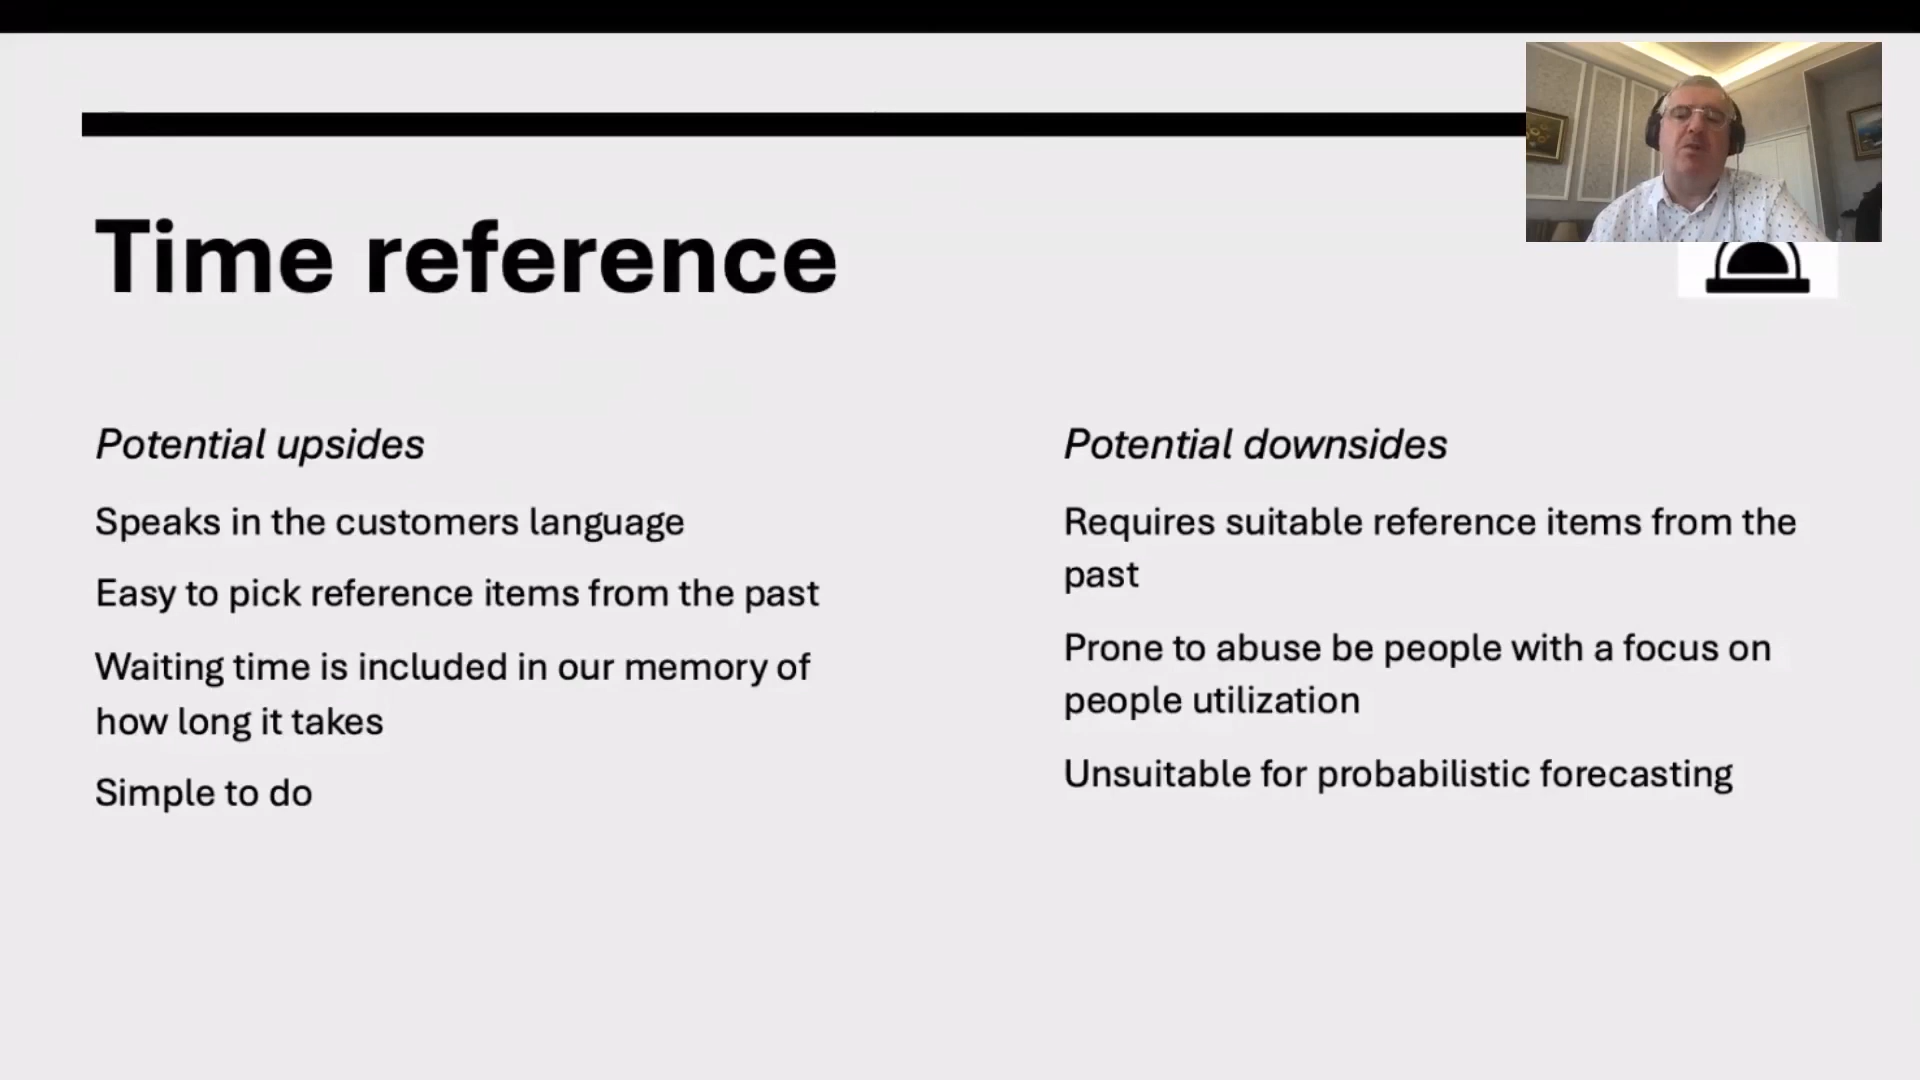 Time reference
Potential upsides
Speaks in the customers language
Easy to pick reference items from the past
Waiting time is included in our memory of
how long it takes
Simple to do
Potential downsides
Requires suitable reference items from the
past
Prone to abuse be people with a focus on
people utilization
Unsuitable for probabilistic forecasting